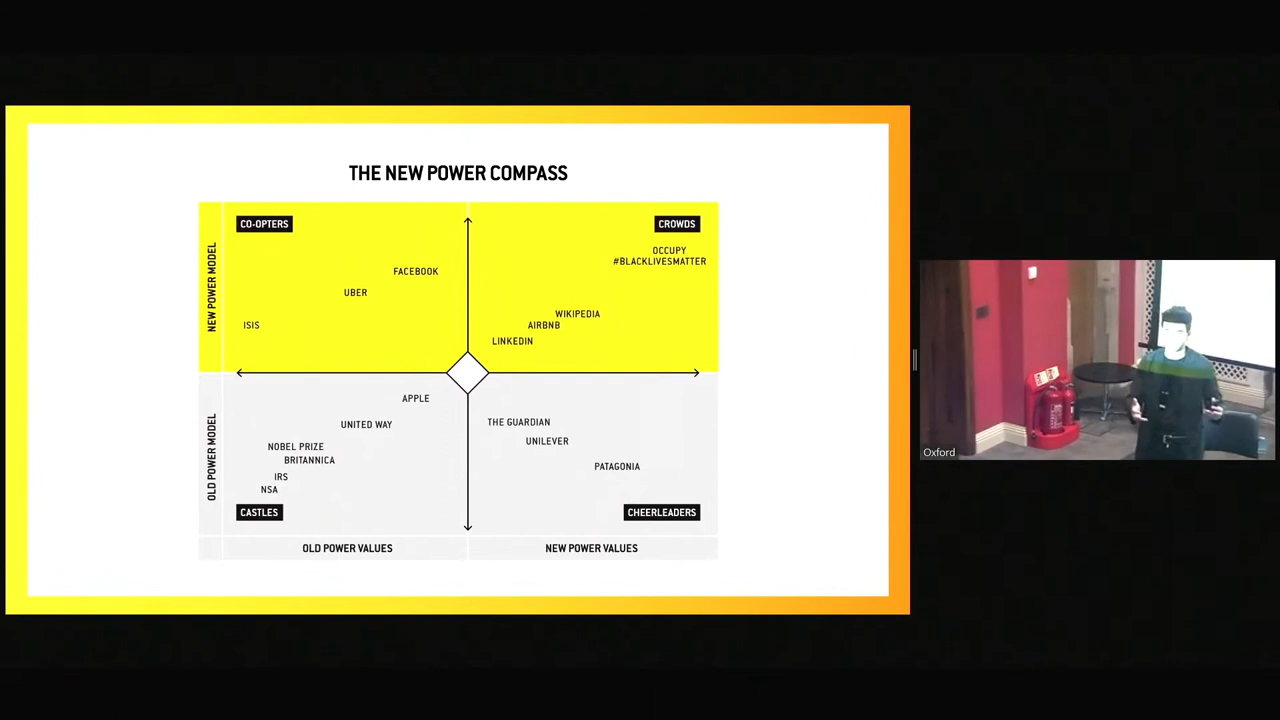 THE NEW POWER COMPASS
NEW POWER MODEL
CO-OPTERS
FACEBOOK
UBER
ISIS
CROWDS
OCCUPY
#BLACKLIVESMATTER
WIKIPEDIA
AIRBNB
LINKEDIN
OLD POWER MODEL
APPLE
UNITED WAY
NOBEL PRIZE
BRITANNICA
IRS
NSA
CASTLES
THE GUARDIAN
UNILEVER
PATAGONIA
CHEERLEADERS
OLD POWER VALUES
NEW POWER VALUES
Oxford